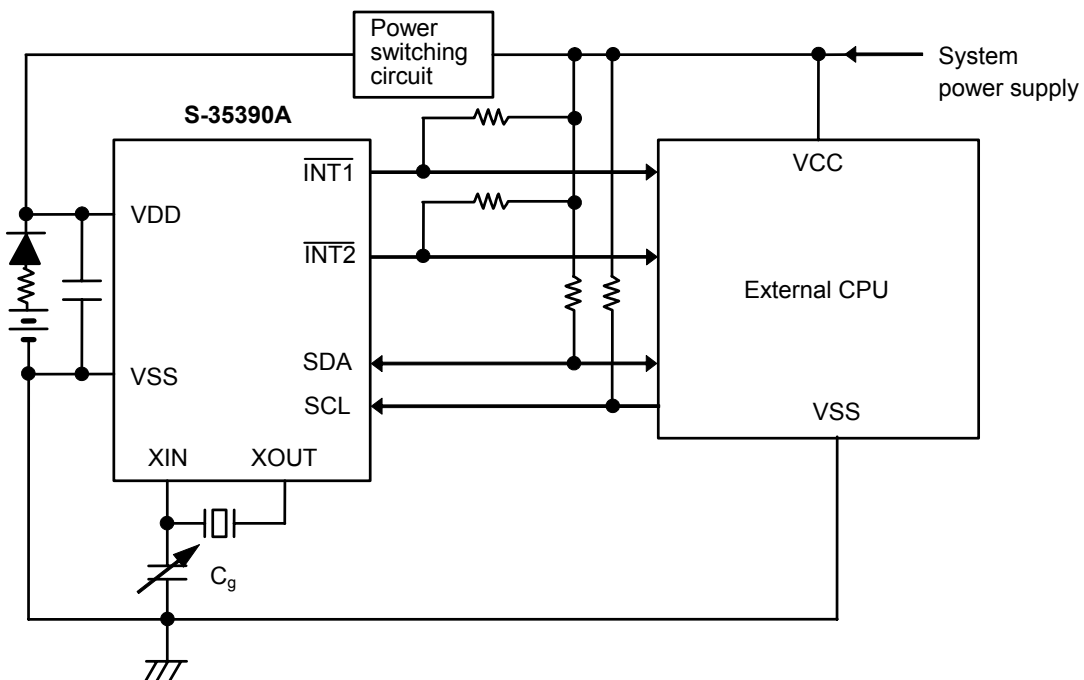 Power
switching
circuit
System
power supply
S-35390A
INT1
VCC
VDD
INT2
External CPU
SDA
VSS
SCL
VSS
XIN XOUT
Cg